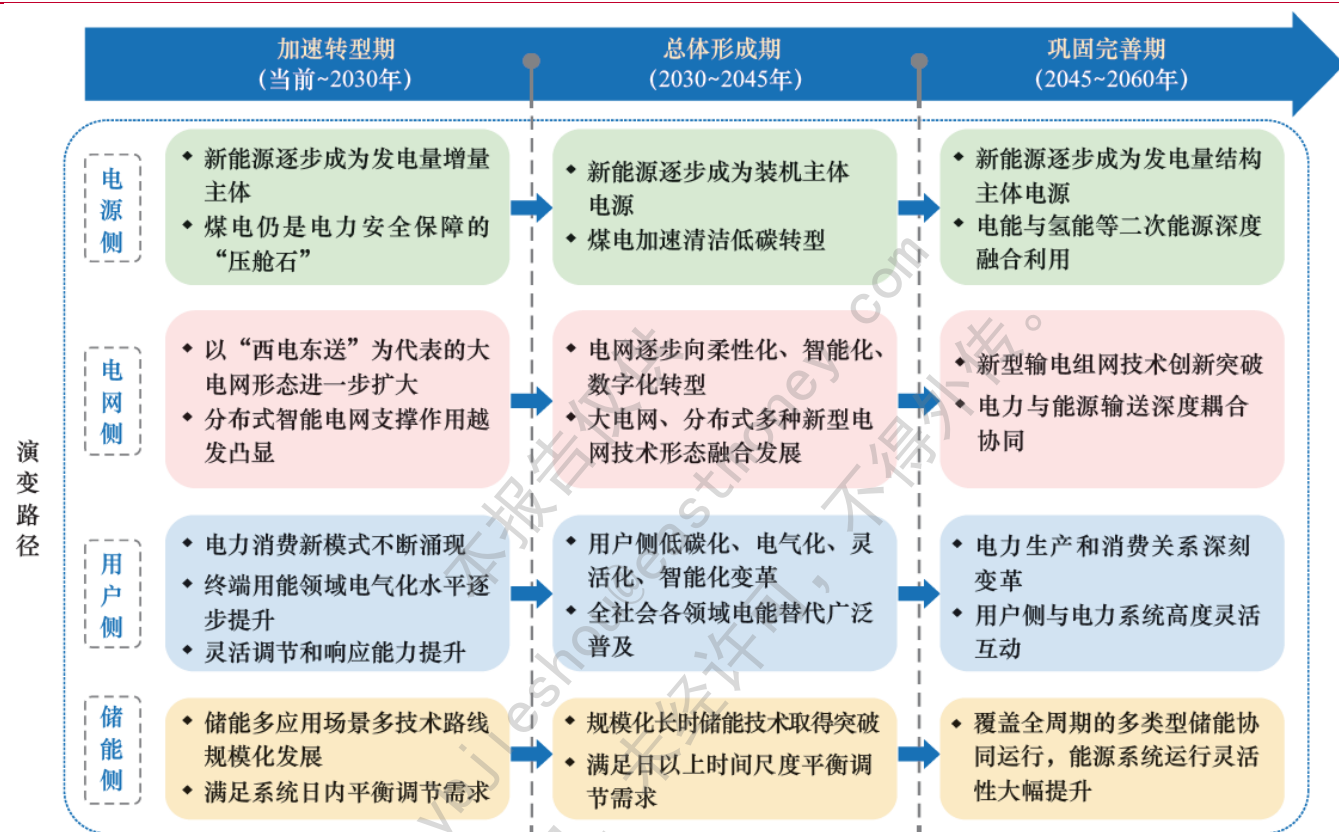 加速转型期
(当前~2030年)
总体形成期
(2030~2045年)
巩固完善期
(2045~2060年)
演变路径
电源侧
◆ 新能源逐步成为发电量增量
主体
◆ 煤电仍是电力安全保障的
“压舱石”
◆ 新能源逐步成为装机主体
电源
◆ 煤电加速清洁低碳转型
◆ 新能源逐步成为发电量结构
主体电源
◆ 电能与氢能等二次能源深度
融合利用
电网侧
◆ 以“西电东送”为代表的大
电网形态进一步扩大
◆ 分布式智能电网支撑作用越
发凸显
◆ 电网逐步向柔性化、智能化、
数字化转型
◆ 大电网、分布式多种新型电
网技术形态融合发展
◆ 新型输电组网技术创新突破
◆ 电力与能源输送深度耦合
协同
用户侧
◆ 电力消费新模式不断涌现
◆ 终端用能领域电气化水平逐
步提升
◆ 灵活调节和响应能力提升
◆ 用户侧低碳化、电气化、灵
活化、智能化变革
◆ 全社会各领域电能替代广泛
普及
◆ 电力生产和消费关系深刻
变革
◆ 用户侧与电力系统高度灵活
互动
储能侧
◆ 储能多应用场景多技术路线
规模化发展
◆ 满足系统日内平衡调节需求
◆ 规模化长时储能技术取得突破
◆ 满足日以上时间尺度平衡调
节需求
◆ 覆盖全周期的多类型储能协
同运行，能源系统运行灵活
性大幅提升
本报告仅供
未经许可，不得外传。